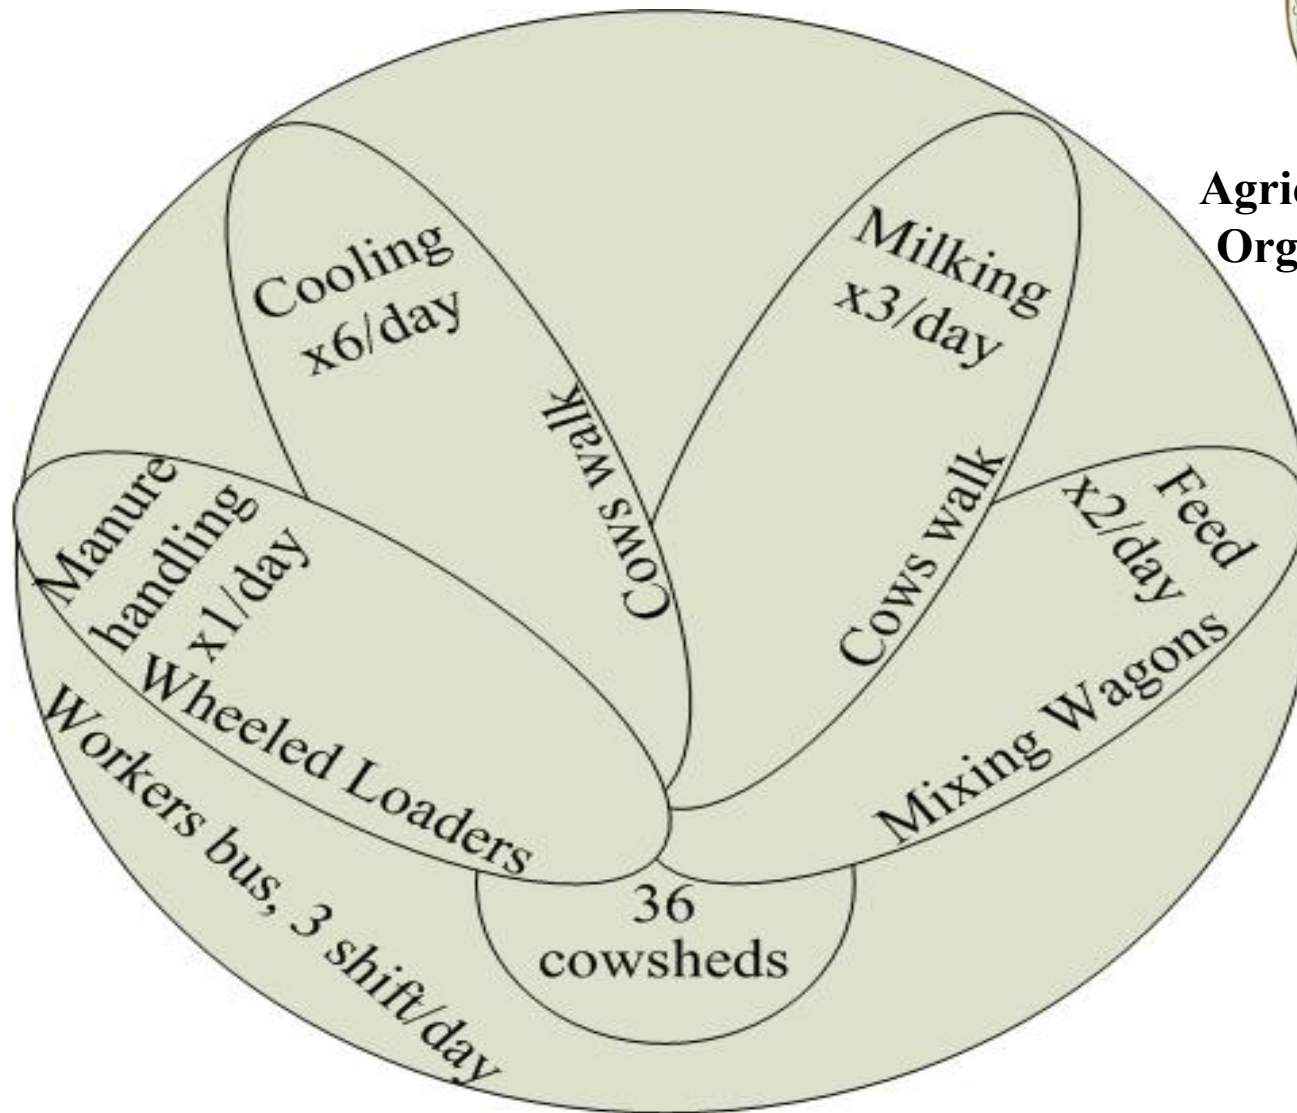 Cooling
x6/day
Cows walk
Milking
x3/day
Cows walk
Manure
handling
x1/day
Wheeled Loaders
Feed
x2/day
Mixing Wagons
36
cowsheds
Workers bus, 3 shift/day